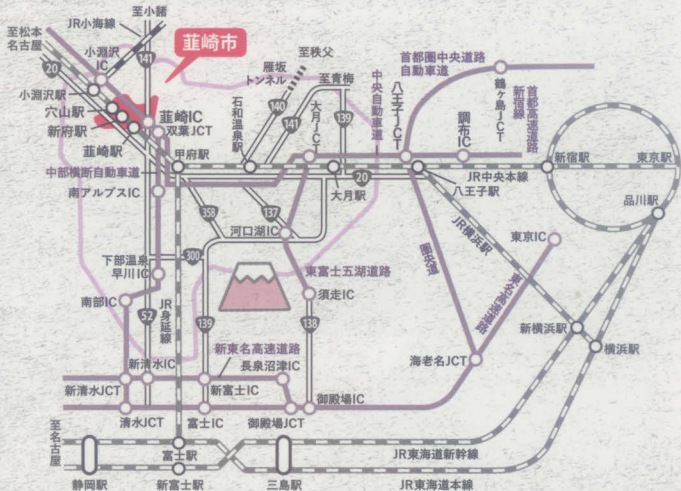 至小諸
JR小海線
至松本
名古屋
20
小淵沢
IC
141
韮崎市
小淵沢駅
穴山駅
新府駅
韮崎駅
韮崎IC
双葉JCT
中部横断自動車道
南アルプスIC
甲府駅
石和温泉駅
雁坂
トンネル
至秩父
140
141
至青梅
139
大月JCT
中央自動車道
八王子JCT
首都圏中央道路
自動車道
鶴ヶ島JCT
首都高速道路
新宿線
調布IC
20
大月駅
JR中央本線
八王子駅
新宿駅
東京駅
品川駅
JR横浜駅
東京IC
東名高速道路
新横浜駅
横浜駅
358
137
河口湖IC
300
下部温泉
早川IC
南部IC
52
JR身延線
139
東富士五湖道路
須走IC
138
新東名高速道路
長泉沼津IC
新清水IC
新清水JCT
新富士IC
清水JCT
富士IC
御殿場JCT
御殿場IC
海老名JCT
至名古屋
富士駅
静岡駅
新富士駅
三島駅
JR東海道新幹線
JR東海道本線